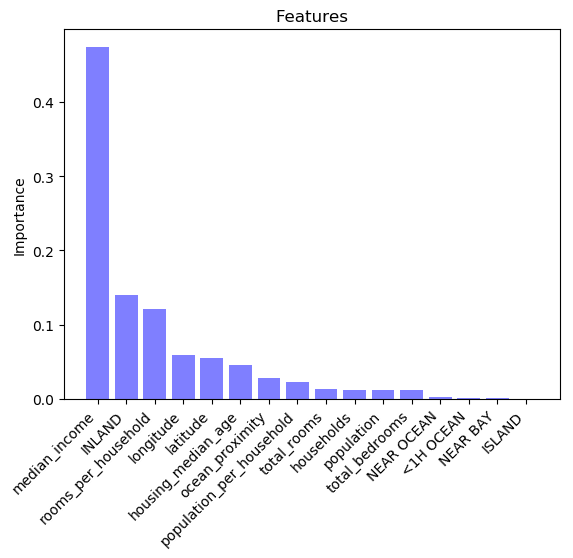 Features
Importance
0.4
0.3
0.2
0.1
0.0
median_income
INLAND
rooms_per_household
longitude
latitude
housing_median_age
ocean_proximity
population_per_household
total_rooms
households
population
total_bedrooms
NEAR OCEAN
<1H OCEAN
NEAR BAY
ISLAND